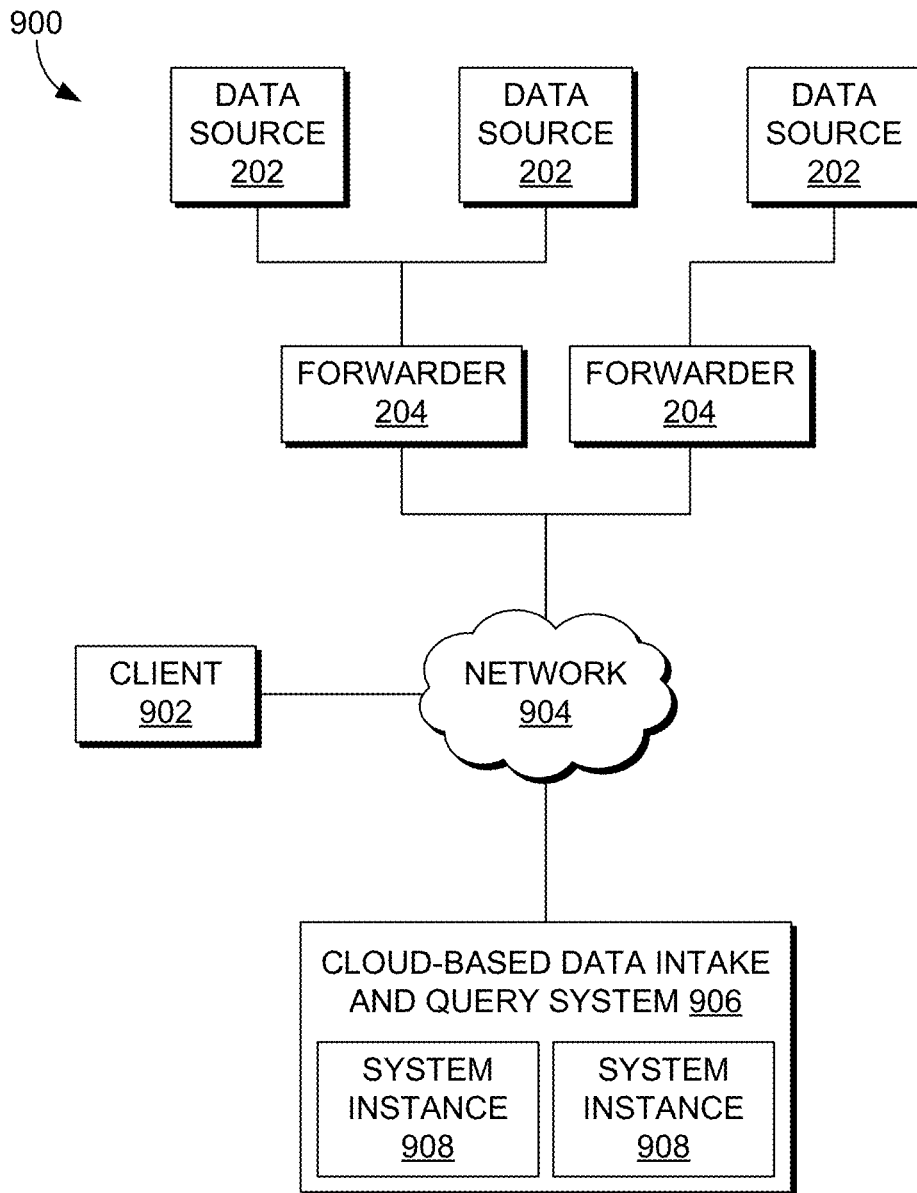 900
DATA
SOURCE
202
DATA
SOURCE
202
DATA
SOURCE
202
FORWARDER
204
FORWARDER
204
CLIENT
902
NETWORK
904
CLOUD-BASED DATA INTAKE
AND QUERY SYSTEM 906
SYSTEM
INSTANCE
908
SYSTEM
INSTANCE
908